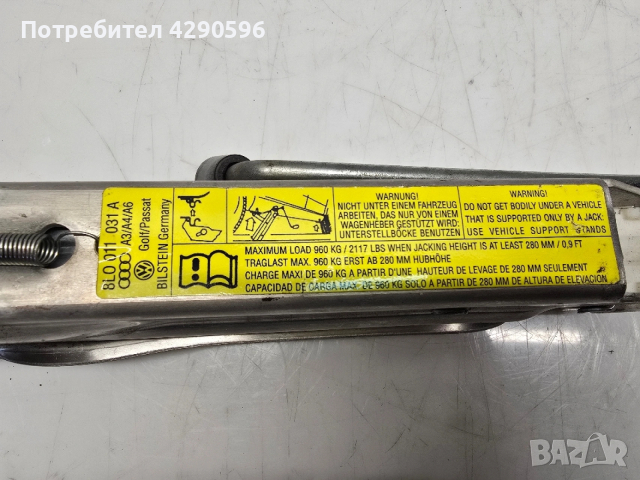 Потребител 4290596
8L0 011 031 A
A3/A4/A6
Golf/Passat
BILSTEIN Germany
WARNUNG!
NICHT UNTER EINEM FAHRZEUG
ARBEITEN, DAS NUR VON EINEM
WAGENHEBER GESTÜTZT WIRD:
UNTERSTELLBÖCKE BENUTZEN
WARNING!
DO NOT GET BODILY UNDER A VEHICLE
THAT IS SUPPORTED ONLY BY A JACK.
USE VEHICLE SUPPORT STANDS
MAXIMUM LOAD 960 KG / 2117 LBS WHEN JACKING HEIGHT IS AT LEAST 280 MM / 0,9 FT
TRAGLAST MAX. 960 KG ERST AB 280 MM HUBHÖHE
CHARGE MAXI DE 960 KG A PARTIR D'UNE HAUTEUR DE LEVAGE DE 280 MM SEULEMENT
CAPACIDAD DE CARGA MAX. DE 960 KG SOLO A PARTIR DE 280 MM DE ALTURA DE ELEVACION
BAZAR
bg